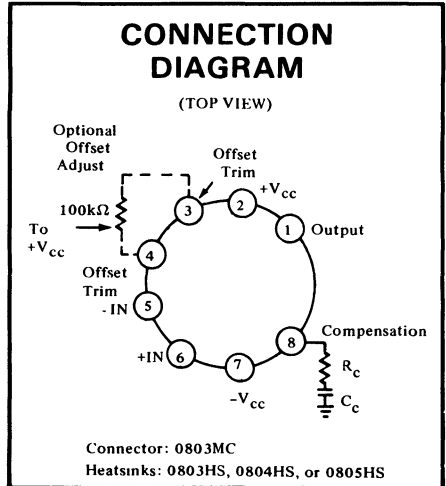 CONNECTION
DIAGRAM
(TOP VIEW)
Optional
Offset
Adjust
Offset
Trim
100kΩ
To
+Vcc
3
2
+Vcc
1
Output
4
Offset
Trim
5
-IN
+IN
6
7
-Vcc
8
Compensation
Rc
Cc
Connector: 0803MC
Heatsinks: 0803HS, 0804HS, or 0805HS